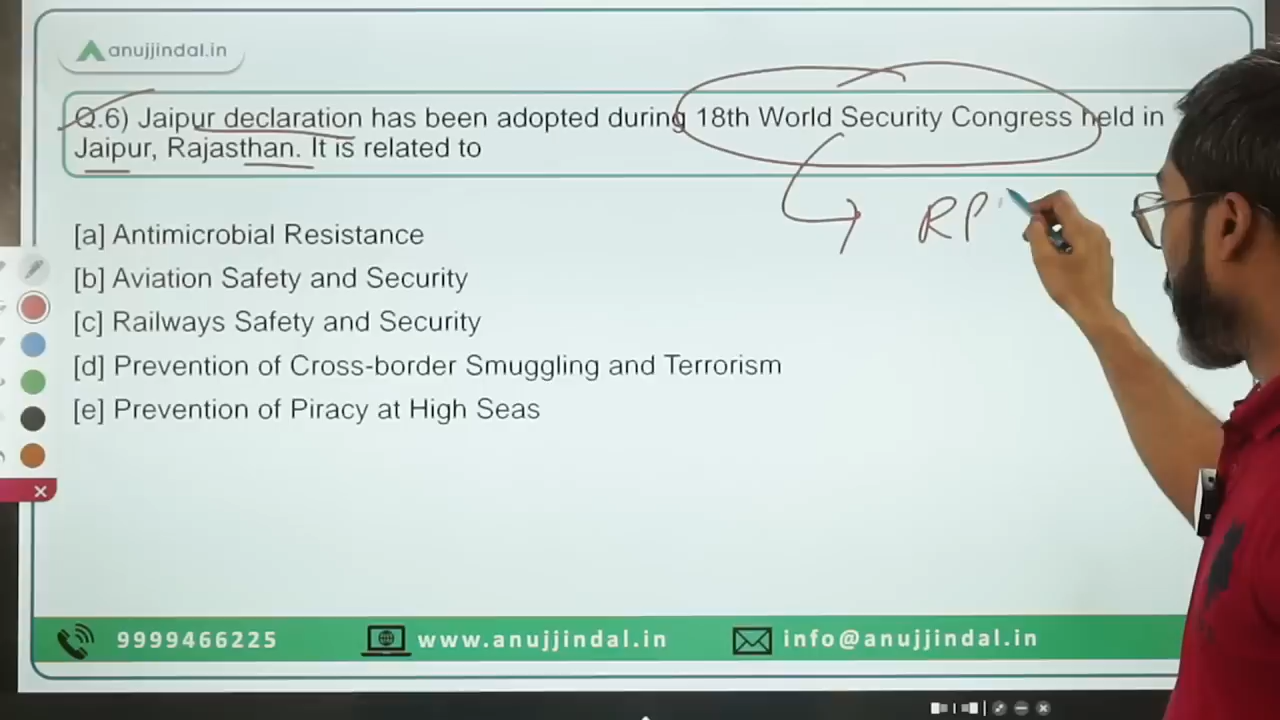 anujjindal.in
Q.6) Jaipur declaration has been adopted during 18th World Security Congress held in
Jaipur, Rajasthan. It is related to
RP
[a] Antimicrobial Resistance
[b] Aviation Safety and Security
[c] Railways Safety and Security
[d] Prevention of Cross-border Smuggling and Terrorism
[e] Prevention of Piracy at High Seas
9999466225 www.anujjindal.in info@anujjindal.in